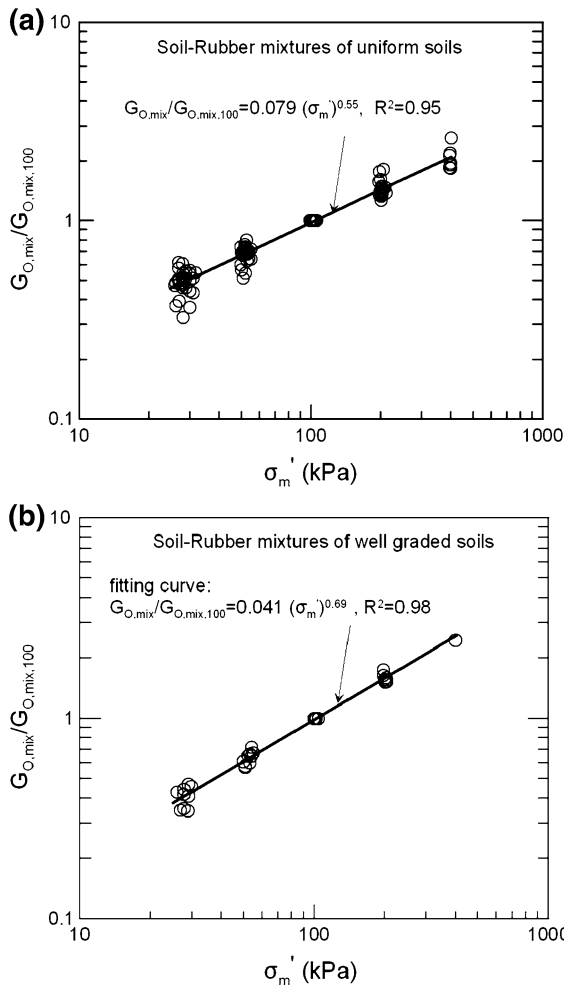 (a)
10
Soil-Rubber mixtures of uniform soils
G_O,mix/G_O,mix,100=0.079 (σ_m')^0.55, R²=0.95
G_O,mix/G_O,mix,100
1
0.1
10 100 1000
σ_m' (kPa)
(b)
10
Soil-Rubber mixtures of well graded soils
fitting curve:
G_O,mix/G_O,mix,100=0.041 (σ_m')^0.69 , R²=0.98
G_O,mix/G_O,mix,100
1
0.1
10 100 1000
σ_m' (kPa)